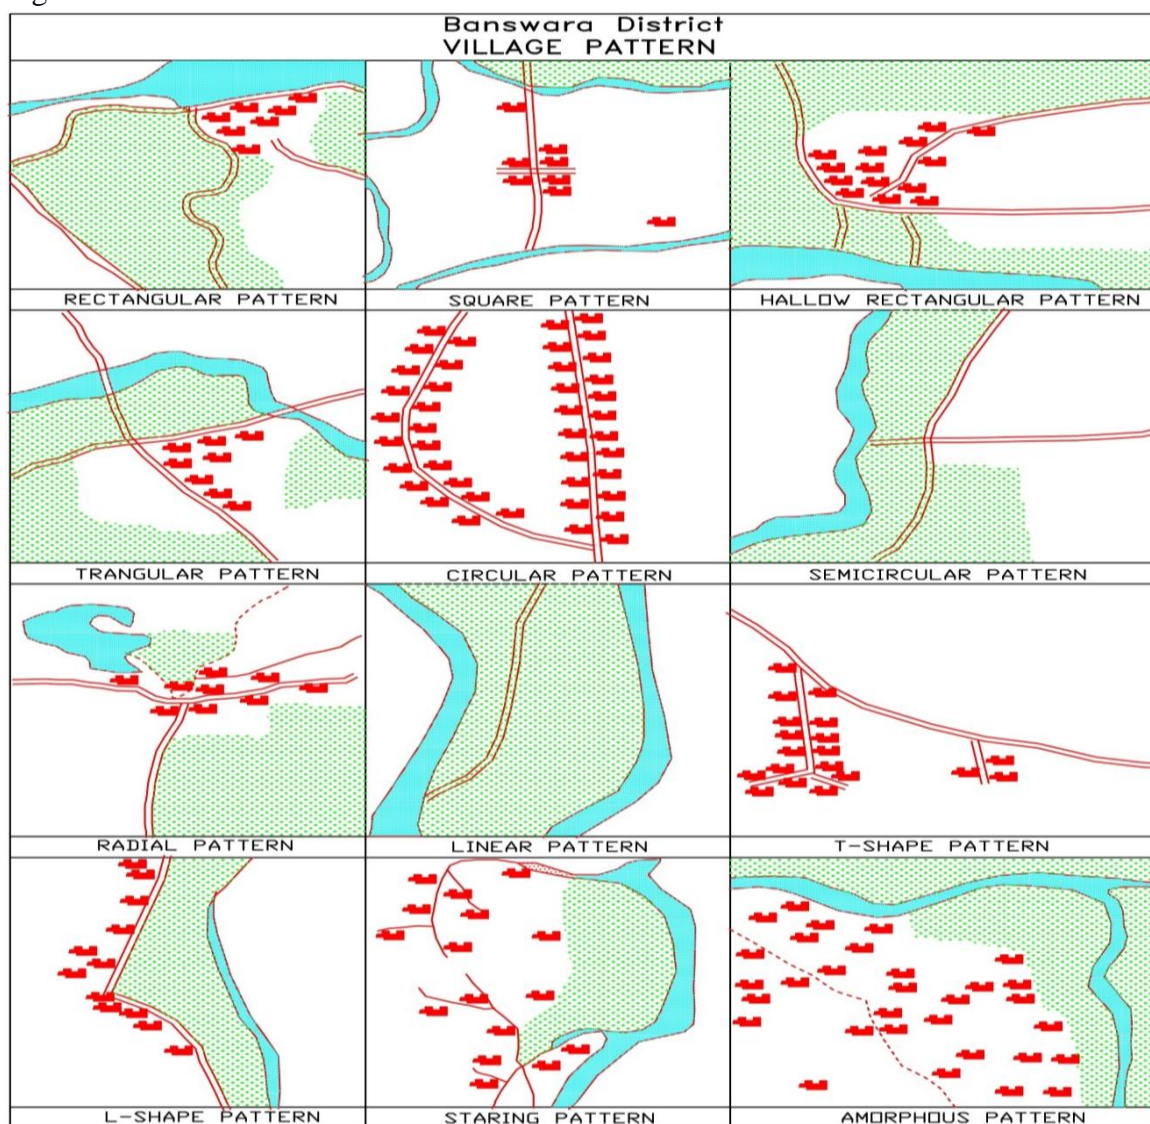 Banswara District
VILLAGE PATTERN
RECTANGULAR PATTERN
SQUARE PATTERN
HALLOW RECTANGULAR PATTERN
TRANGULAR PATTERN
CIRCULAR PATTERN
SEMICIRCULAR PATTERN
RADIAL PATTERN
LINEAR PATTERN
T-SHAPE PATTERN
L-SHAPE PATTERN
STARING PATTERN
AMORPHOUS PATTERN